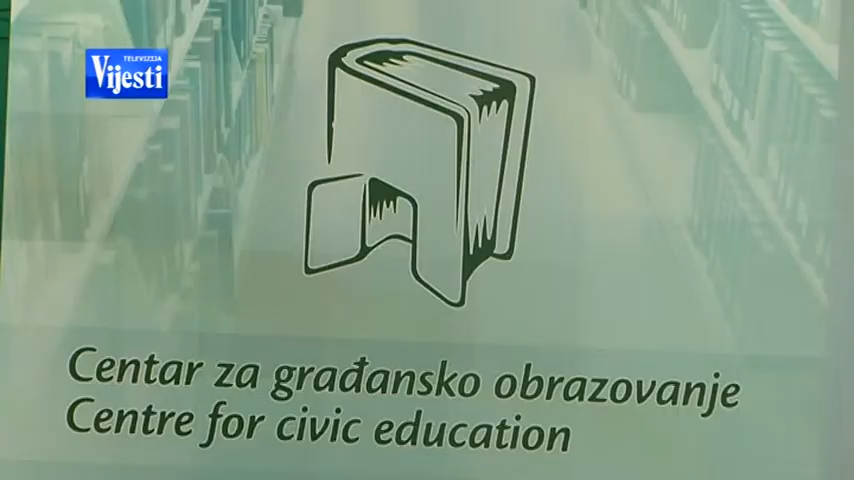 TELEVIZIJA
Vijesti
Centar za građansko obrazovanje
Centre for civic education